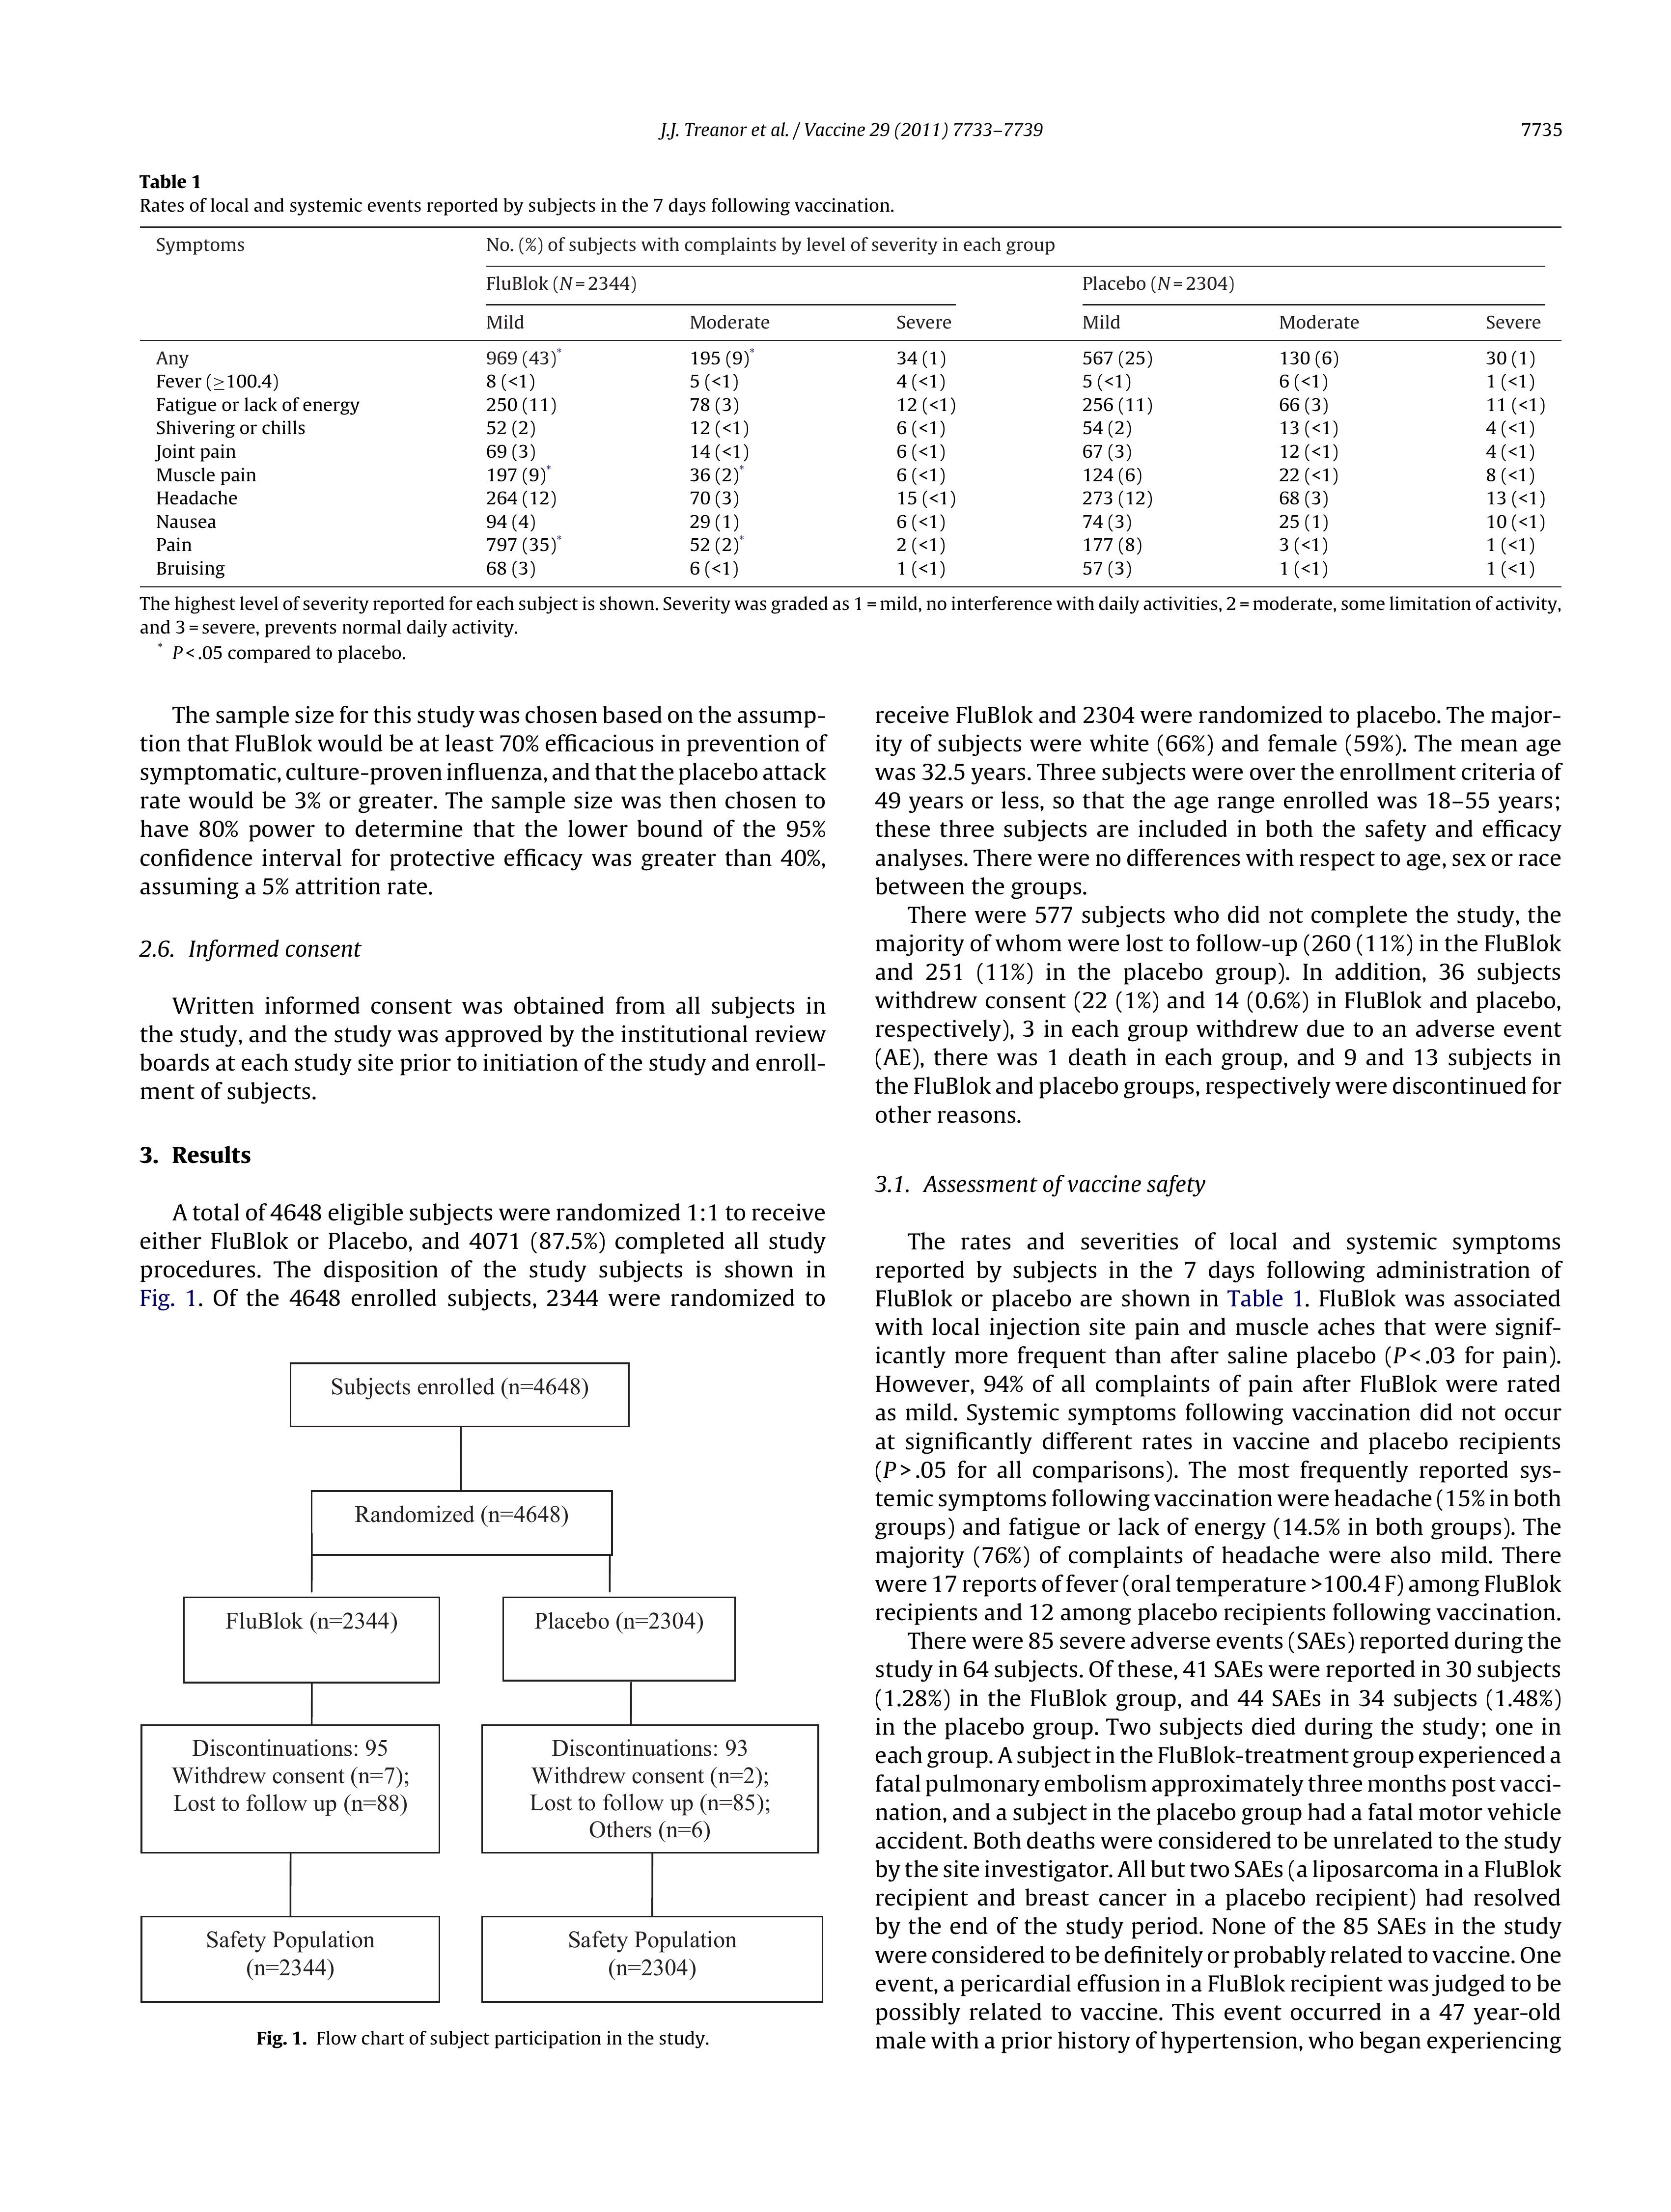 J.J. Treanor et al. / Vaccine 29 (2011) 7733–7739
7735
Table 1
Rates of local and systemic events reported by subjects in the 7 days following vaccination.
Symptoms No. (%) of subjects with complaints by level of severity in each group
FluBlok (N = 2344) Placebo (N = 2304)
Mild Moderate Severe Mild Moderate Severe
Any 969 (43)* 195 (9)* 34 (1) 567 (25) 130 (6) 30 (1)
Fever (≥100.4) 8 (<1) 5 (<1) 4 (<1) 5 (<1) 6 (<1) 1 (<1)
Fatigue or lack of energy 250 (11) 78 (3) 12 (<1) 256 (11) 66 (3) 11 (<1)
Shivering or chills 52 (2) 12 (<1) 6 (<1) 54 (2) 13 (<1) 4 (<1)
Joint pain 69 (3) 14 (<1) 6 (<1) 67 (3) 12 (<1) 4 (<1)
Muscle pain 197 (9)* 36 (2)* 6 (<1) 124 (6) 22 (<1) 8 (<1)
Headache 264 (12) 70 (3) 15 (<1) 273 (12) 68 (3) 13 (<1)
Nausea 94 (4) 29 (1) 6 (<1) 74 (3) 25 (1) 10 (<1)
Pain 797 (35)* 52 (2)* 2 (<1) 177 (8) 3 (<1) 1 (<1)
Bruising 68 (3) 6 (<1) 1 (<1) 57 (3) 1 (<1) 1 (<1)
The highest level of severity reported for each subject is shown. Severity was graded as 1 = mild, no interference with daily activities, 2 = moderate, some limitation of activity,
and 3 = severe, prevents normal daily activity.
* P < .05 compared to placebo.
The sample size for this study was chosen based on the assump-
tion that FluBlok would be at least 70% efficacious in prevention of
symptomatic, culture-proven influenza, and that the placebo attack
rate would be 3% or greater. The sample size was then chosen to
have 80% power to determine that the lower bound of the 95%
confidence interval for protective efficacy was greater than 40%,
assuming a 5% attrition rate.
2.6. Informed consent
Written informed consent was obtained from all subjects in
the study, and the study was approved by the institutional review
boards at each study site prior to initiation of the study and enroll-
ment of subjects.
3. Results
A total of 4648 eligible subjects were randomized 1:1 to receive
either FluBlok or Placebo, and 4071 (87.5%) completed all study
procedures. The disposition of the study subjects is shown in
Fig. 1. Of the 4648 enrolled subjects, 2344 were randomized to
Subjects enrolled (n=4648)
Randomized (n=4648)
FluBlok (n=2344)
Placebo (n=2304)
Discontinuations: 95
Withdrew consent (n=7);
Lost to follow up (n=88)
Discontinuations: 93
Withdrew consent (n=2);
Lost to follow up (n=85);
Others (n=6)
Safety Population
(n=2344)
Safety Population
(n=2304)
Fig. 1. Flow chart of subject participation in the study.
receive FluBlok and 2304 were randomized to placebo. The major-
ity of subjects were white (66%) and female (59%). The mean age
was 32.5 years. Three subjects were over the enrollment criteria of
49 years or less, so that the age range enrolled was 18–55 years;
these three subjects are included in both the safety and efficacy
analyses. There were no differences with respect to age, sex or race
between the groups.
There were 577 subjects who did not complete the study, the
majority of whom were lost to follow-up (260 (11%) in the FluBlok
and 251 (11%) in the placebo group). In addition, 36 subjects
withdrew consent (22 (1%) and 14 (0.6%) in FluBlok and placebo,
respectively), 3 in each group withdrew due to an adverse event
(AE), there was 1 death in each group, and 9 and 13 subjects in
the FluBlok and placebo groups, respectively were discontinued for
other reasons.
3.1. Assessment of vaccine safety
The rates and severities of local and systemic symptoms
reported by subjects in the 7 days following administration of
FluBlok or placebo are shown in Table 1. FluBlok was associated
with local injection site pain and muscle aches that were signif-
icantly more frequent than after saline placebo (P < .03 for pain).
However, 94% of all complaints of pain after FluBlok were rated
as mild. Systemic symptoms following vaccination did not occur
at significantly different rates in vaccine and placebo recipients
(P > .05 for all comparisons). The most frequently reported sys-
temic symptoms following vaccination were headache (15% in both
groups) and fatigue or lack of energy (14.5% in both groups). The
majority (76%) of complaints of headache were also mild. There
were 17 reports of fever (oral temperature >100.4 F) among FluBlok
recipients and 12 among placebo recipients following vaccination.
There were 85 severe adverse events (SAEs) reported during the
study in 64 subjects. Of these, 41 SAEs were reported in 30 subjects
(1.28%) in the FluBlok group, and 44 SAEs in 34 subjects (1.48%)
in the placebo group. Two subjects died during the study; one in
each group. A subject in the FluBlok-treatment group experienced a
fatal pulmonary embolism approximately three months post vacci-
nation, and a subject in the placebo group had a fatal motor vehicle
accident. Both deaths were considered to be unrelated to the study
by the site investigator. All but two SAEs (a liposarcoma in a FluBlok
recipient and breast cancer in a placebo recipient) had resolved
by the end of the study period. None of the 85 SAEs in the study
were considered to be definitely or probably related to vaccine. One
event, a pericardial effusion in a FluBlok recipient was judged to be
possibly related to vaccine. This event occurred in a 47 year-old
male with a prior history of hypertension, who began experiencing